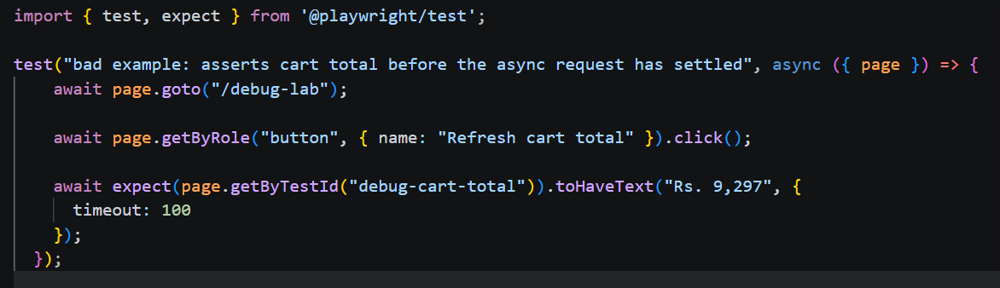 import { test, expect } from '@playwright/test';
test("bad example: asserts cart total before the async request has settled", async ({ page }) => {
await page.goto("/debug-lab");
await page.getByRole("button", { name: "Refresh cart total" }).click();
await expect(page.getByTestId("debug-cart-total")).toHaveText("Rs. 9,297", {
timeout: 100
});
});